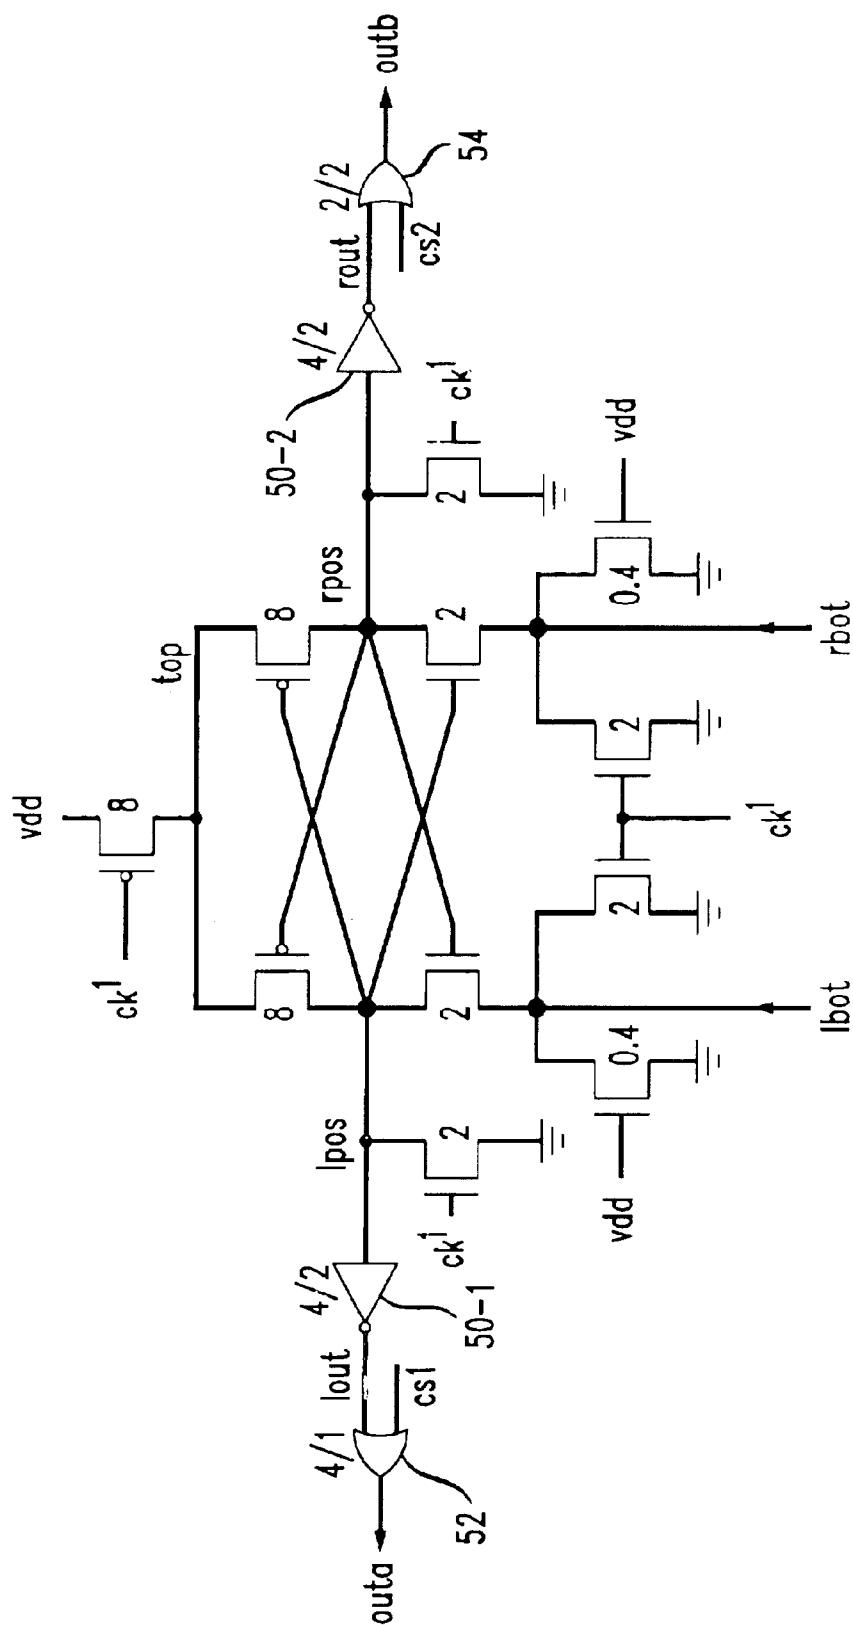 vdd
ck1
8
top
8
8
lpos
rpos
outa
52
4/1
lout
cs1
4/2
50-1
ck1
2
2
2
2
ck1
50-2
4/2
rout
cs2
2/2
54
outb
vdd
0.4
2
2
0.4
vdd
lbot
ck1
rbot